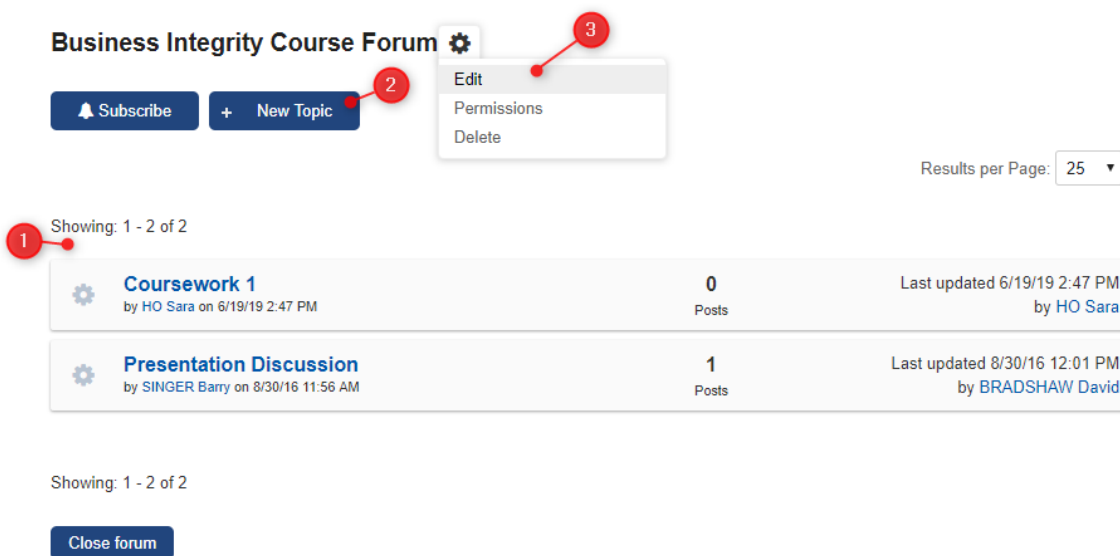 Business Integrity Course Forum
3
Edit
Permissions
Delete
Subscribe
+ New Topic
2
Results per Page: 25
Showing: 1 - 2 of 2
1
Coursework 1
by HO Sara on 6/19/19 2:47 PM
0
Posts
Last updated 6/19/19 2:47 PM
by HO Sara
Presentation Discussion
by SINGER Barry on 8/30/16 11:56 AM
1
Posts
Last updated 8/30/16 12:01 PM
by BRADSHAW David
Showing: 1 - 2 of 2
Close forum